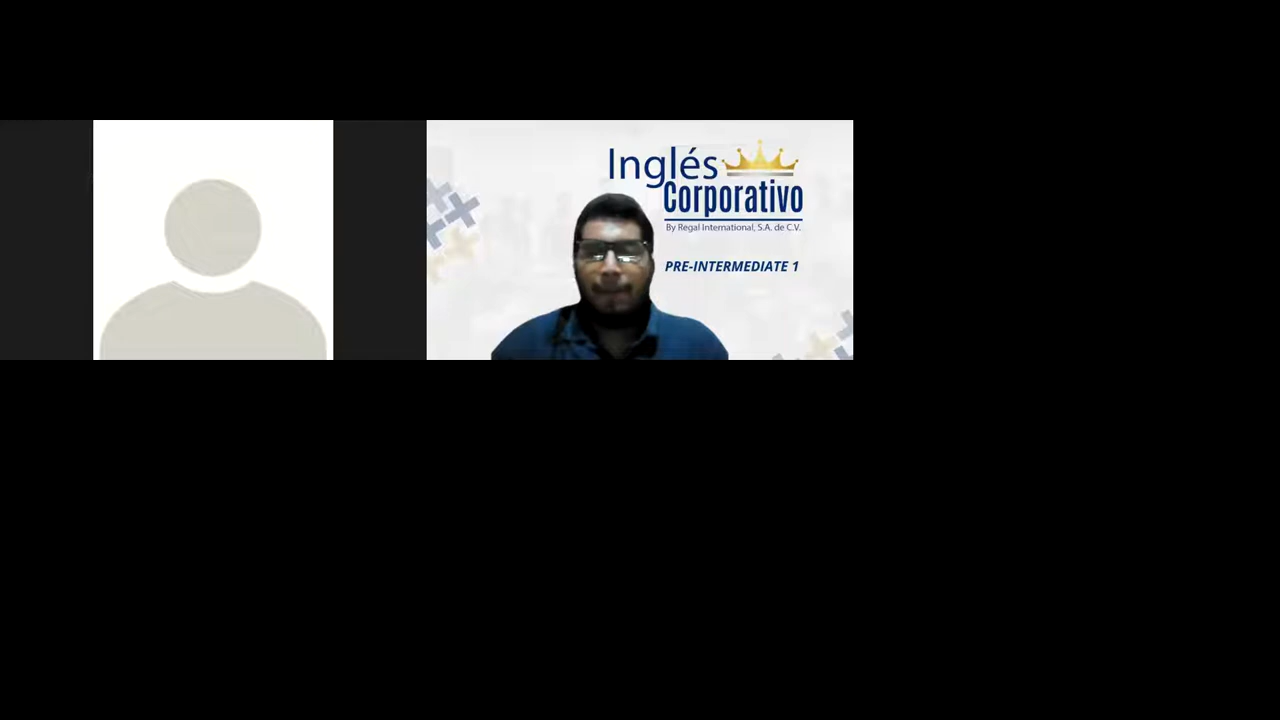 Inglés
Corporativo
By Regal International, S.A. de C.V.
PRE-INTERMEDIATE 1